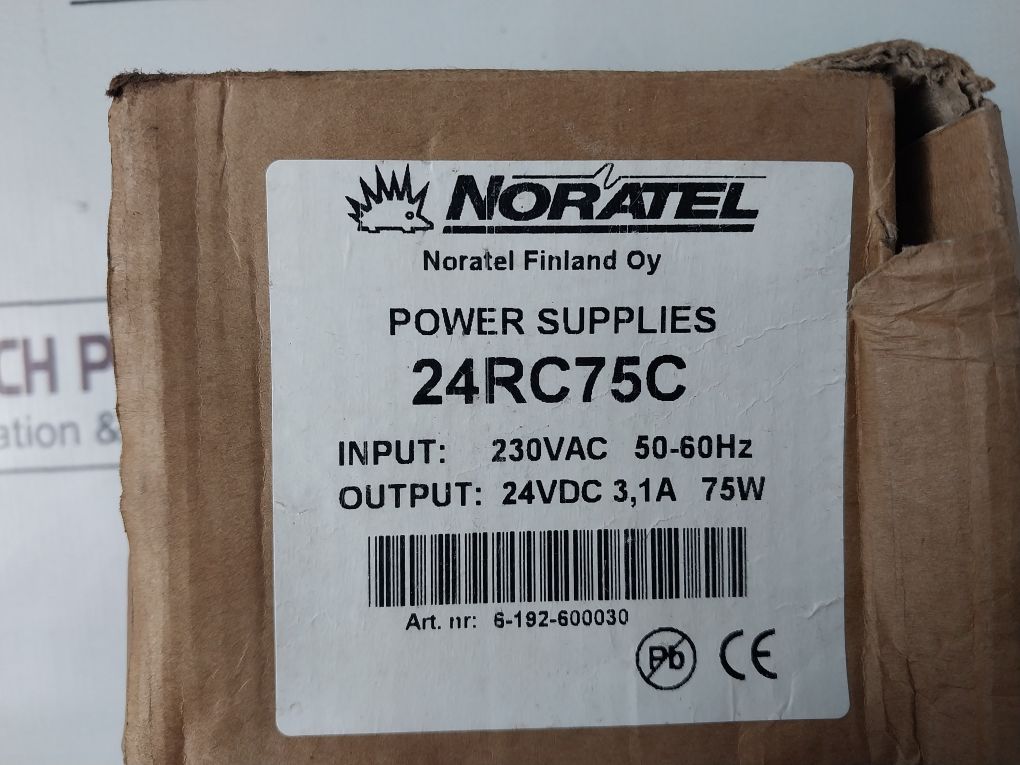 NORATEL
Noratel Finland Oy
POWER SUPPLIES
24RC75C
INPUT: 230VAC 50-60Hz
OUTPUT: 24VDC 3,1A 75W
Art. nr: 6-192-600030
Pb CE
CH P
ation &